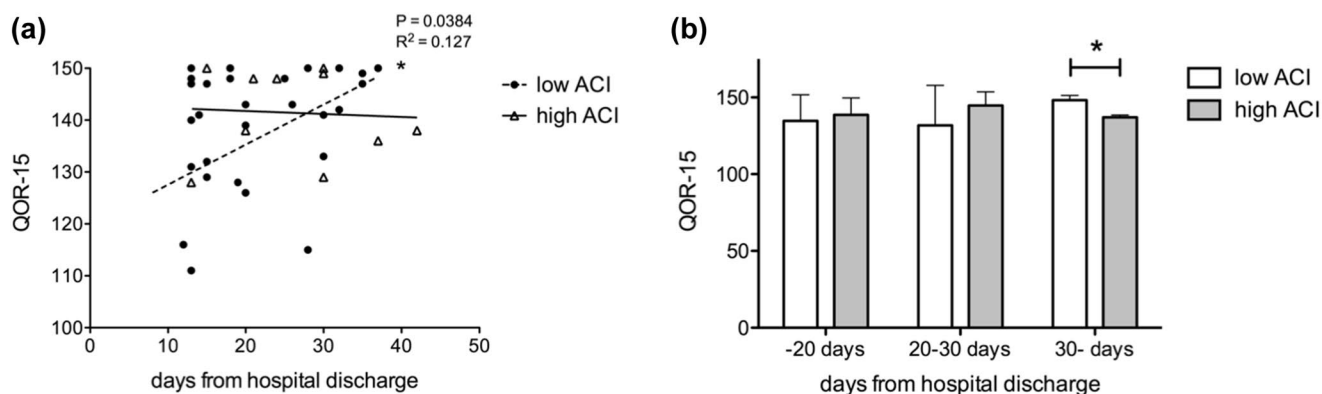 (a)
P = 0.0384
R² = 0.127
*
150
140
130
120
110
100
0
10
20
30
40
50
QOR-15
days from hospital discharge
low ACI
high ACI
(b)
*
150
100
50
0
-20 days
20-30 days
30- days
QOR-15
days from hospital discharge
low ACI
high ACI